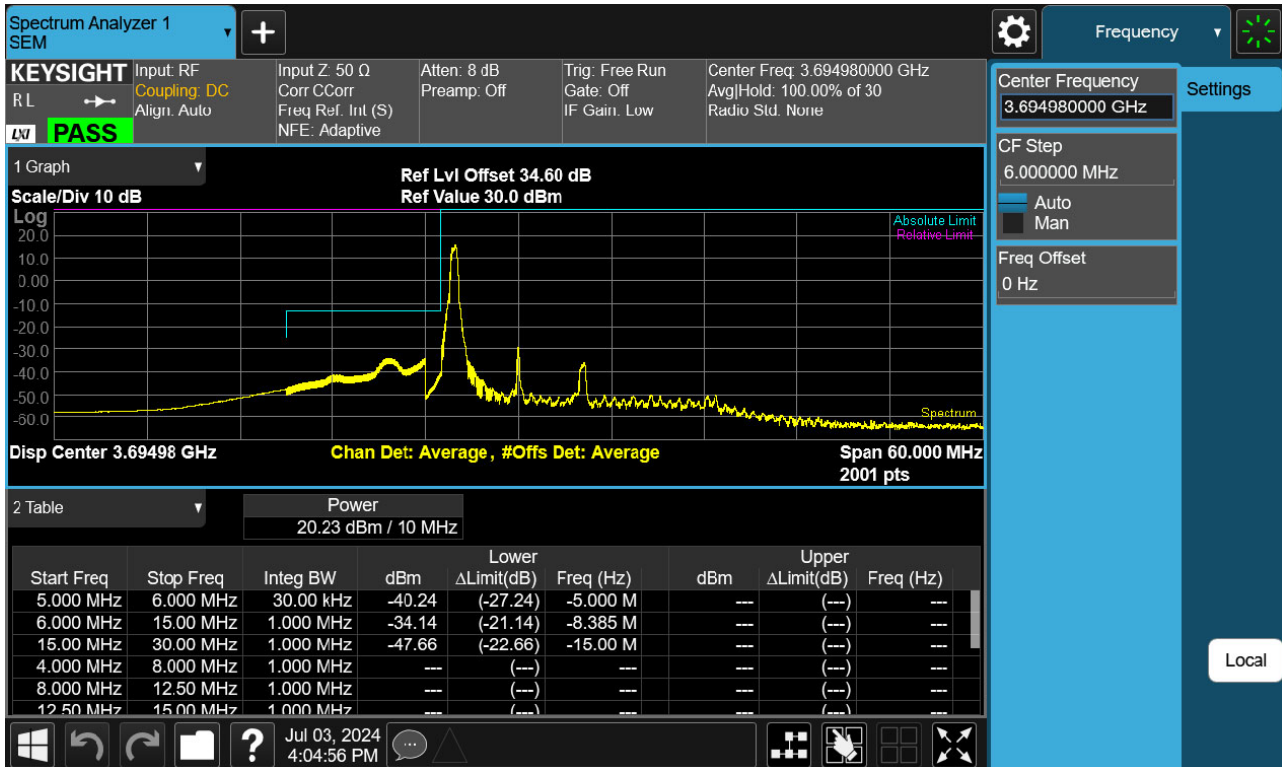 Spectrum Analyzer 1
SEM
Frequency
KEYSIGHT
RL
LXI
PASS
Input: RF
Coupling: DC
Align: Auto
Input Z: 50 Ω
Corr CCorr
Freq Ref: Int (S)
NFE: Adaptive
Atten: 8 dB
Preamp: Off
Trig: Free Run
Gate: Off
IF Gain: Low
Center Freq: 3.694980000 GHz
Avg|Hold: 100.00% of 30
Radio Std: None
Center Frequency
3.694980000 GHz
Settings
CF Step
6.000000 MHz
Auto
Man
Freq Offset
0 Hz
Local
1 Graph
Scale/Div 10 dB
Ref Lvl Offset 34.60 dB
Ref Value 30.0 dBm
Log
20.0
10.0
0.00
-10.0
-20.0
-30.0
-40.0
-50.0
-60.0
Absolute Limit
Relative Limit
Spectrum
Disp Center 3.69498 GHz
Chan Det: Average, #Offs Det: Average
Span 60.000 MHz
2001 pts
2 Table
Power
20.23 dBm / 10 MHz
Lower Upper
Start Freq Stop Freq Integ BW dBm ΔLimit(dB) Freq (Hz) dBm ΔLimit(dB) Freq (Hz)
5.000 MHz 6.000 MHz 30.00 kHz -40.24 (-27.24) -5.000 M --- (---) ---
6.000 MHz 15.00 MHz 1.000 MHz -34.14 (-21.14) -8.385 M --- (---) ---
15.00 MHz 30.00 MHz 1.000 MHz -47.66 (-22.66) -15.00 M --- (---) ---
4.000 MHz 8.000 MHz 1.000 MHz --- (---) --- --- (---) ---
8.000 MHz 12.50 MHz 1.000 MHz --- (---) --- --- (---) ---
12.50 MHz 15.00 MHz 1.000 MHz --- (---) --- --- (---) ---
?
Jul 03, 2024
4:04:56 PM